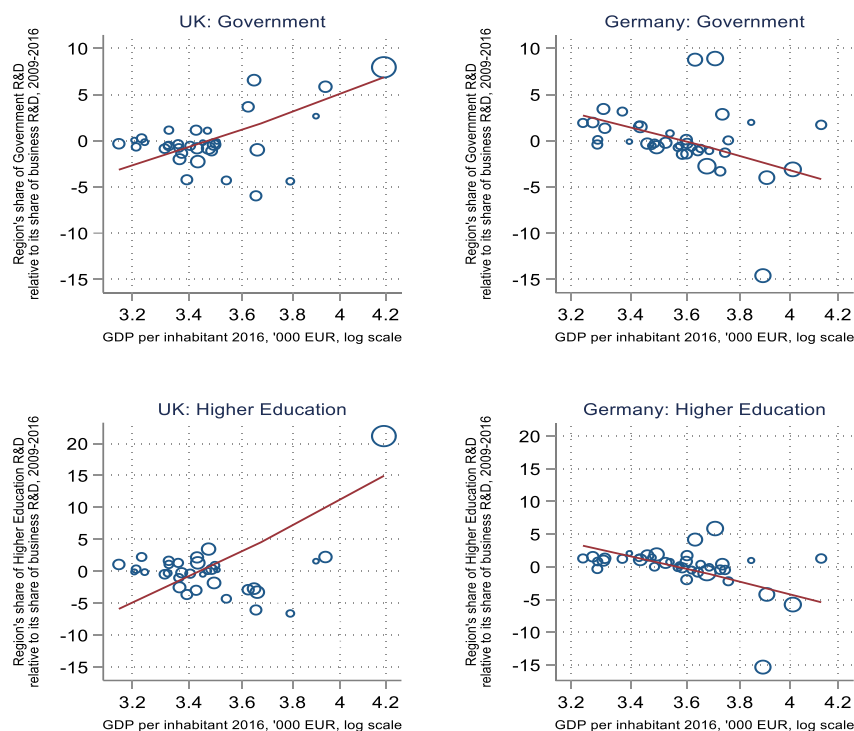 UK: Government
Region's share of Government R&D
relative to its share of business R&D, 2009-2016
10
5
0
-5
-10
-15
3.2 3.4 3.6 3.8 4 4.2
GDP per inhabitant 2016, '000 EUR, log scale
Germany: Government
Region's share of Government R&D
relative to its share of business R&D, 2009-2016
10
5
0
-5
-10
-15
3.2 3.4 3.6 3.8 4 4.2
GDP per inhabitant 2016, '000 EUR, log scale
UK: Higher Education
Region's share of Higher Education R&D
relative to its share of business R&D, 2009-2016
20
15
10
5
0
-5
-10
-15
3.2 3.4 3.6 3.8 4 4.2
GDP per inhabitant 2016, '000 EUR, log scale
Germany: Higher Education
Region's share of Higher Education R&D
relative to its share of business R&D, 2009-2016
20
15
10
5
0
-5
-10
-15
3.2 3.4 3.6 3.8 4 4.2
GDP per inhabitant 2016, '000 EUR, log scale